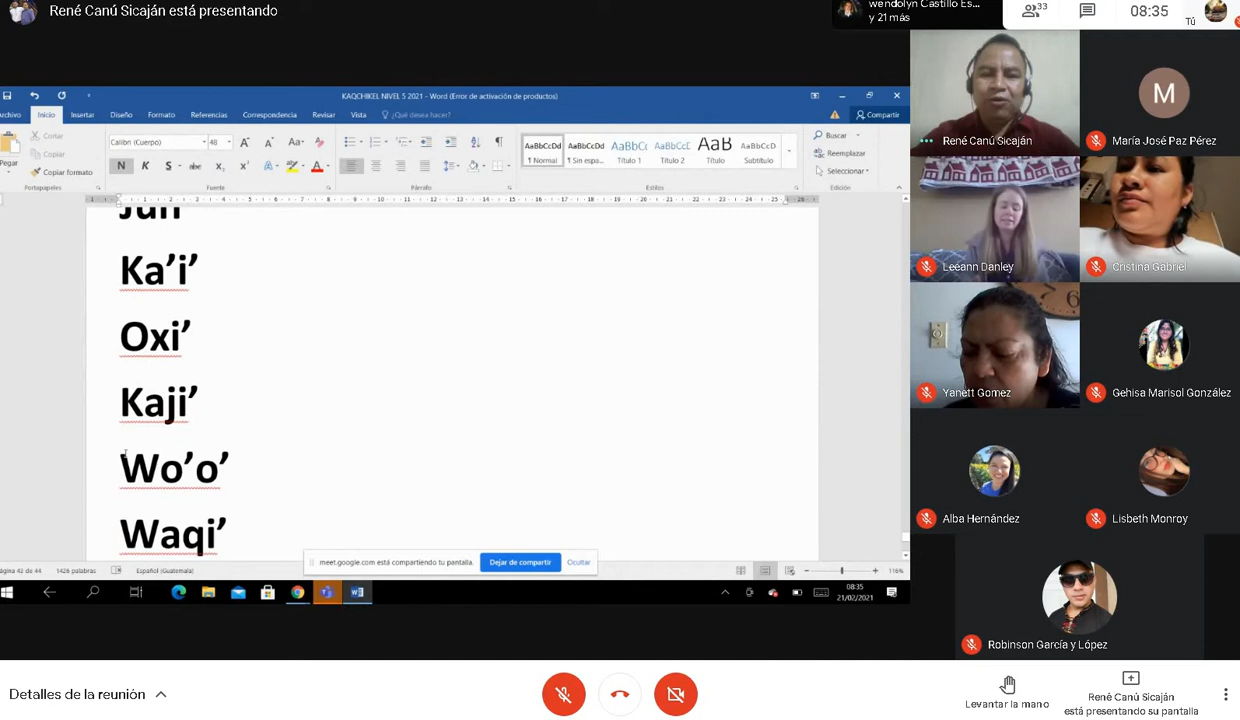 René Canú Sicaján está presentando
wendolyn Castillo Es...
y 21 más
33
08:35
Tú
KAQCHIKEL NIVEL 5 2021 - Word (Error de activación de productos)
rchivo Inicio Insertar Diseño Formato Referencias Correspondencia Revisar Vista ¿Qué desea hacer? Compartir
Pegar
Cortar
Copiar
Copiar formato
Portapapeles
Calibri (Cuerpo) 48
N K S abc
Fuente
Párrafo
AaBbCcDd
¶ Normal
AaBbCcDd
¶ Sin espa...
AaBbCc
Título 1
AaBbCcD
Título 2
AaB
Título
AaBbCcD
Subtítulo
Estilos
Buscar
Reemplazar
Seleccionar
Edición
Jun
Ka’i’
Oxi’
Kaji’
Wo’o’
Waqi’
meet.google.com está compartiendo tu pantalla. Dejar de compartir Ocultar
Página 42 de 44 1426 palabras Español (Guatemala) 116%
08:35
21/02/2021
René Canú Sicaján
M
María José Paz Pérez
Leeann Danley
Cristina Gabriel
Yanett Gomez
Gehisa Marisol González
Alba Hernández
Lisbeth Monroy
Robinson García y López
Detalles de la reunión
Levantar la mano
René Canú Sicaján
está presentando su pantalla